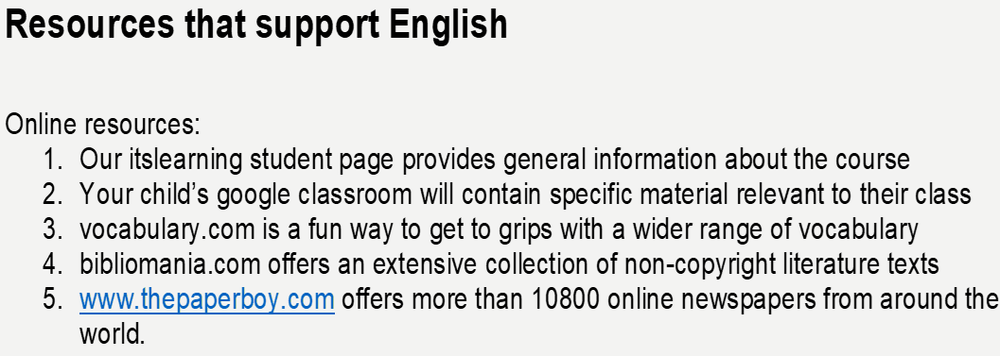 Resources that support English
Online resources:
1. Our itslearning student page provides general information about the course
2. Your child’s google classroom will contain specific material relevant to their class
3. vocabulary.com is a fun way to get to grips with a wider range of vocabulary
4. bibliomania.com offers an extensive collection of non-copyright literature texts
5. www.thepaperboy.com offers more than 10800 online newspapers from around the
world.